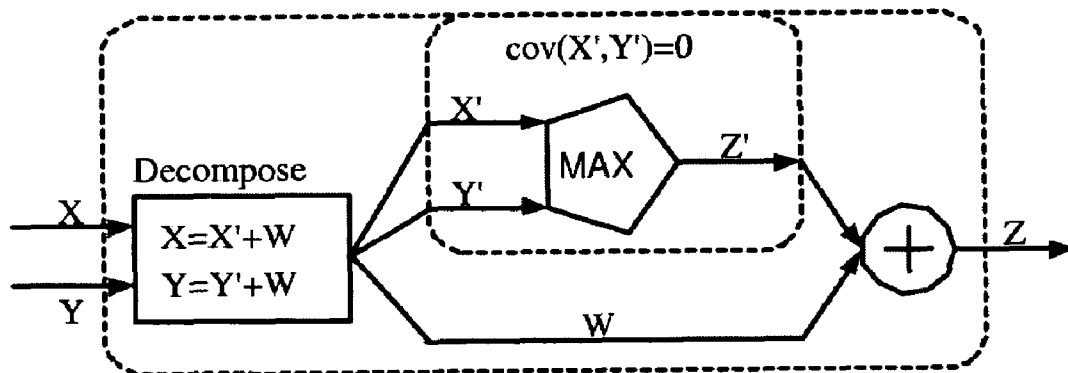 cov(X',Y')=0
X'
MAX
Z'
Y'
Decompose
X
X=X'+W
Y=Y'+W
Y
+
Z
W